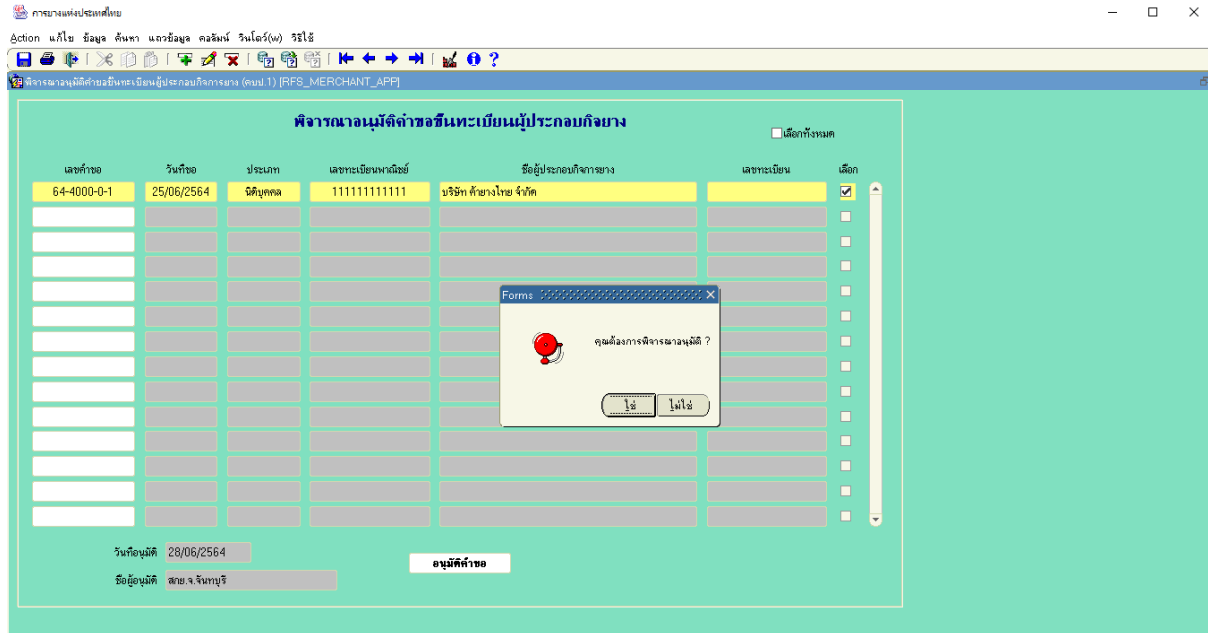 การยางแห่งประเทศไทย
Action แก้ไข ข้อมูล ค้นหา แถวข้อมูล คอลัมน์ วินโดว์(w) วิธีใช้
พิจารณาอนุมัติคำขอขึ้นทะเบียนผู้ประกอบกิจการยาง (คบป.1) [RFS_MERCHANT_APP]
พิจารณาอนุมัติคำขอขึ้นทะเบียนผู้ประกอบกิจยาง
เลือกทั้งหมด
เลขคำขอ วันที่ขอ ประเภท เลขทะเบียนพาณิชย์ ชื่อผู้ประกอบกิจการยาง เลขทะเบียน เลือก
64-4000-0-1 25/06/2564 นิติบุคคล 111111111111 บริษัท ค้ายางไทย จำกัด
Forms
คุณต้องการพิจารณาอนุมัติ ?
ใช่ ไม่ใช่
วันที่อนุมัติ 28/06/2564
อนุมัติคำขอ
ชื่อผู้อนุมัติ สกย.จ.จันทบุรี